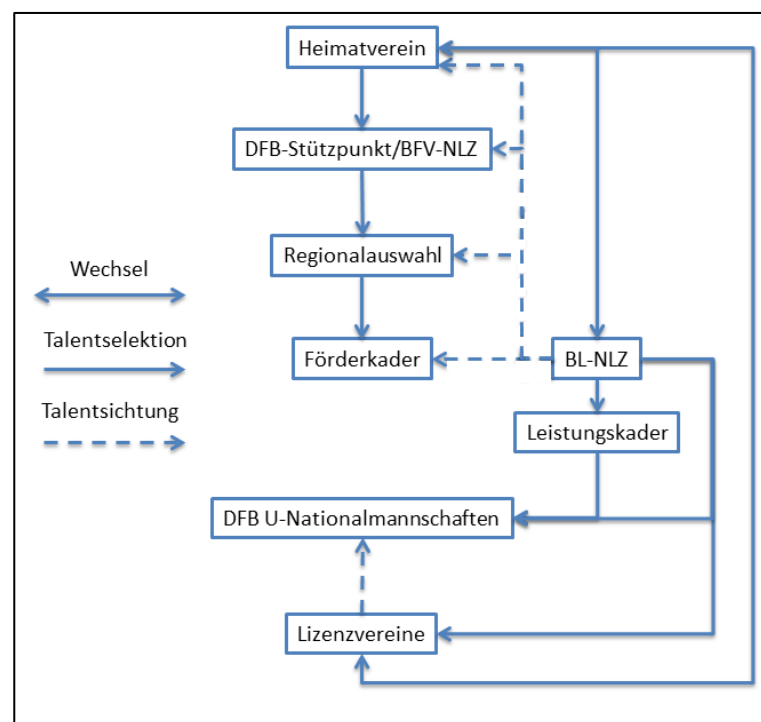 Heimatverein
DFB-Stützpunkt/BFV-NLZ
Regionalauswahl
Wechsel
Talentselektion
Förderkader
BL-NLZ
Talentsichtung
Leistungskader
DFB U-Nationalmannschaften
Lizenzvereine